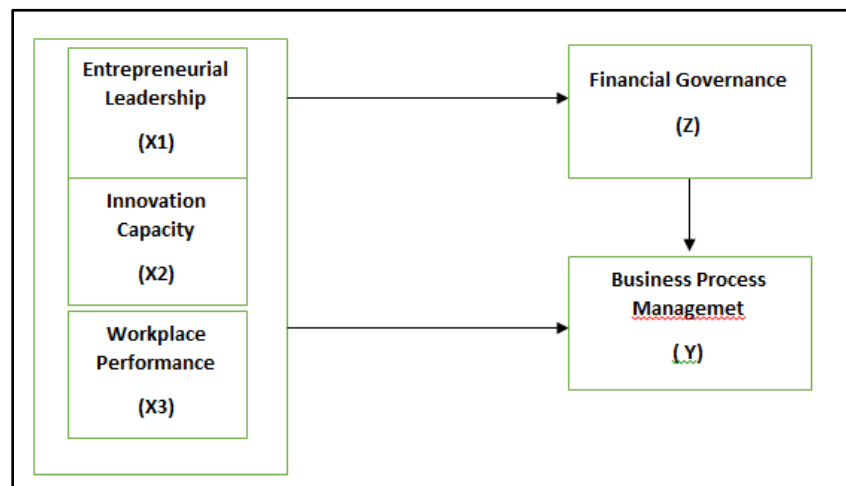 Entrepreneurial
Leadership
(X1)
Innovation
Capacity
(X2)
Workplace
Performance
(X3)
Financial Governance
(Z)
Business Process
Managemet
( Y)